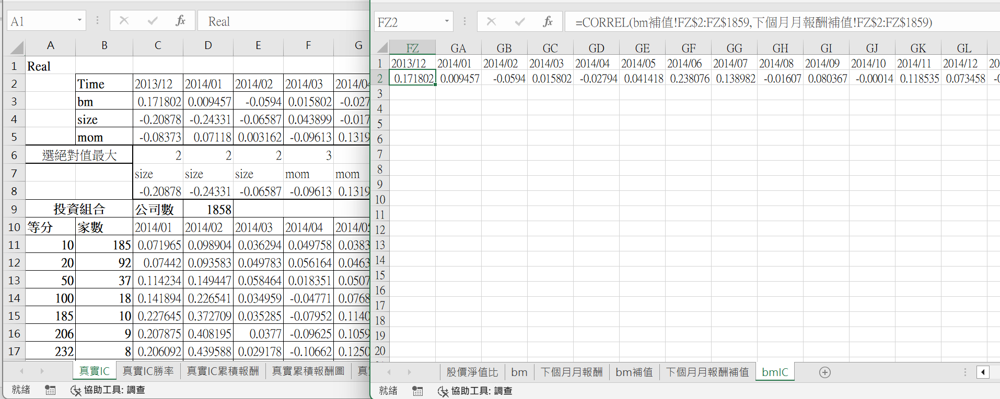 A1
fx
Real
A B C D E F G
1 Real
2 Time 2013/12 2014/01 2014/02 2014/03 2014/04
3 bm 0.171802 0.009457 -0.0594 0.015802 -0.027
4 size -0.20878 -0.24331 -0.06587 0.043899 -0.017
5 mom -0.08373 0.07118 0.003162 -0.09613 0.1319
6 選絕對值最大 2 2 2 3
7 size size size mom mom
8 -0.20878 -0.24331 -0.06587 -0.09613 0.1319
9 投資組合 公司數 1858
10 等分 家數 2014/01 2014/02 2014/03 2014/04 2014/05
11 10 185 0.071965 0.098904 0.036294 0.049758 0.0383
12 20 92 0.07442 0.093583 0.049783 0.056164 0.0463
13 50 37 0.114234 0.149447 0.058464 0.018351 0.0507
14 100 18 0.141894 0.226541 0.034959 -0.04771 0.0768
15 185 10 0.227645 0.372709 0.035285 -0.07952 0.1140
16 206 9 0.207875 0.408195 0.0377 -0.09625 0.1059
17 232 8 0.206092 0.439588 0.029178 -0.10662 0.1250
真實IC 真實IC勝率 真實IC累積報酬 真實累積報酬圖 真
就緒 協助工具: 調查
FZ2
fx
=CORREL(bm補值!FZ$2:FZ$1859,下個月月報酬補值!FZ$2:FZ$1859)
FZ GA GB GC GD GE GF GG GH GI GJ GK GL
1 2013/12 2014/01 2014/02 2014/03 2014/04 2014/05 2014/06 2014/07 2014/08 2014/09 2014/10 2014/11 2014/12 20
2 0.171802 0.009457 -0.0594 0.015802 -0.02794 0.041418 0.238076 0.138982 -0.01607 0.080367 -0.00014 0.118535 0.073458 -0
3
4
5
6
7
8
9
10
11
12
13
14
15
16
17
18
19
20
股價淨值比 bm 下個月月報酬 bm補值 下個月月報酬補值 bmIC
就緒 協助工具: 調查